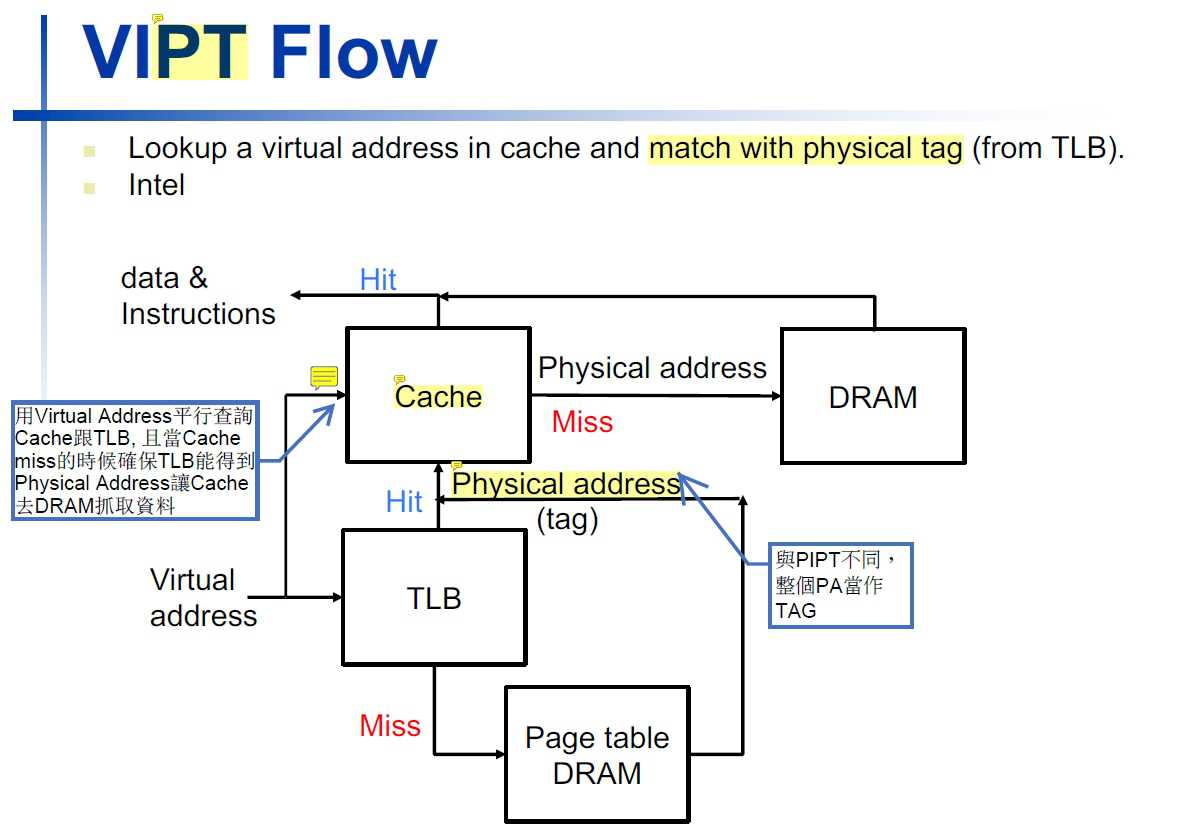 VIPT Flow
Lookup a virtual address in cache and match with physical tag (from TLB).
Intel
data &
Instructions
Hit
Cache
Physical address
Miss
DRAM
用Virtual Address平行查詢
Cache跟TLB, 且當Cache
miss的時候確保TLB能得到
Physical Address讓Cache
去DRAM抓取資料
Hit
Physical address
(tag)
與PIPT不同，
整個PA當作
TAG
Virtual
address
TLB
Miss
Page table
DRAM